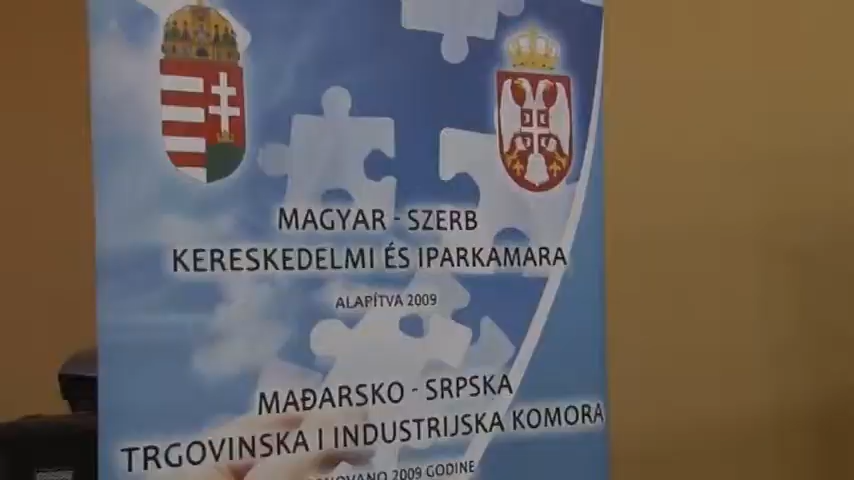 MAGYAR - SZERB
KERESKEDELMI ÉS IPARKAMARA
ALAPÍTVA 2009
MAĐARSKO - SRPSKA
TRGOVINSKA I INDUSTRIJSKA KOMORA
2009 GODINE